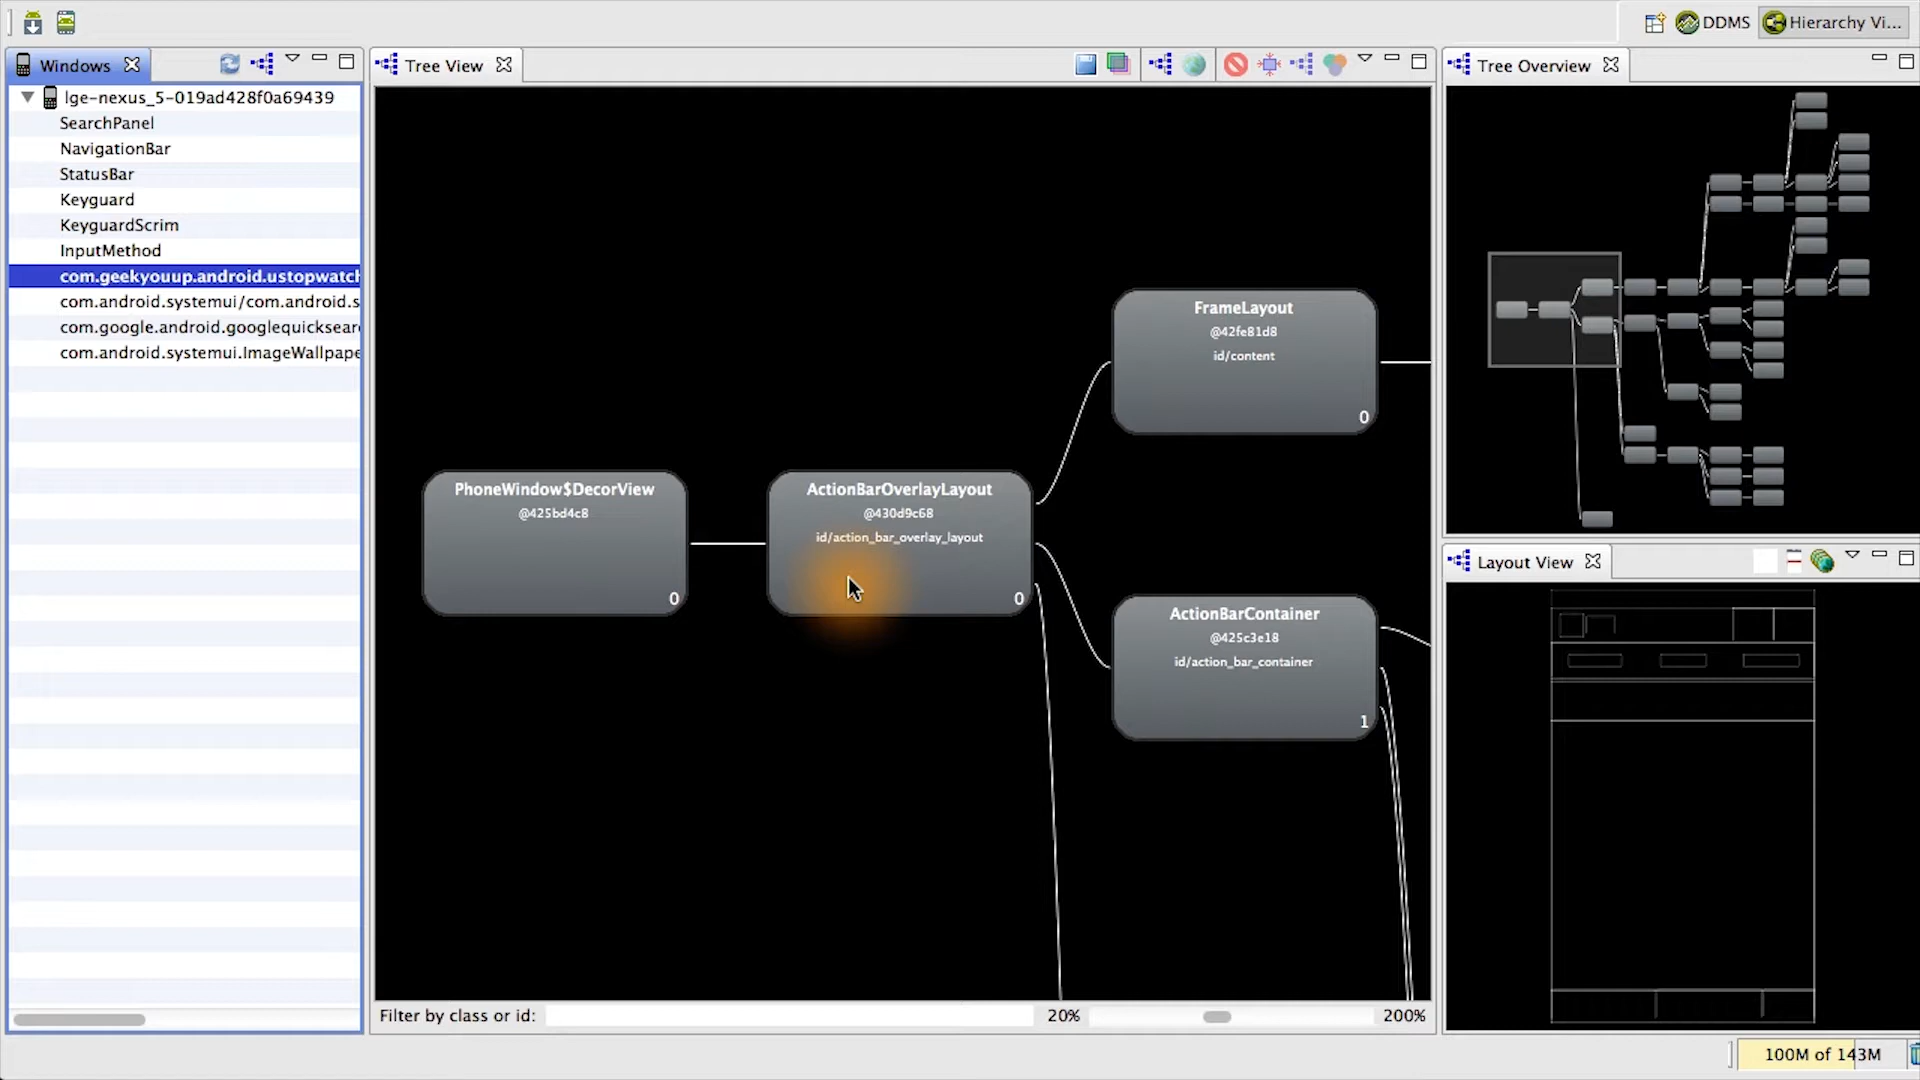 DDMS
Hierarchy Vi...
Windows
Tree View
Tree Overview
lge-nexus_5-019ad428f0a69439
SearchPanel
NavigationBar
StatusBar
Keyguard
KeyguardScrim
InputMethod
com.geekyouup.android.ustopwatch
com.android.systemui/com.android.s
com.google.android.googlequicksear
com.android.systemui.ImageWallpape
FrameLayout
@42fe81d8
id/content
0
PhoneWindow$DecorView
@425bd4c8
0
ActionBarOverlayLayout
@430d9c68
id/action_bar_overlay_layout
0
ActionBarContainer
@425c3e18
id/action_bar_container
1
Layout View
Filter by class or id:
20%
200%
100M of 143M